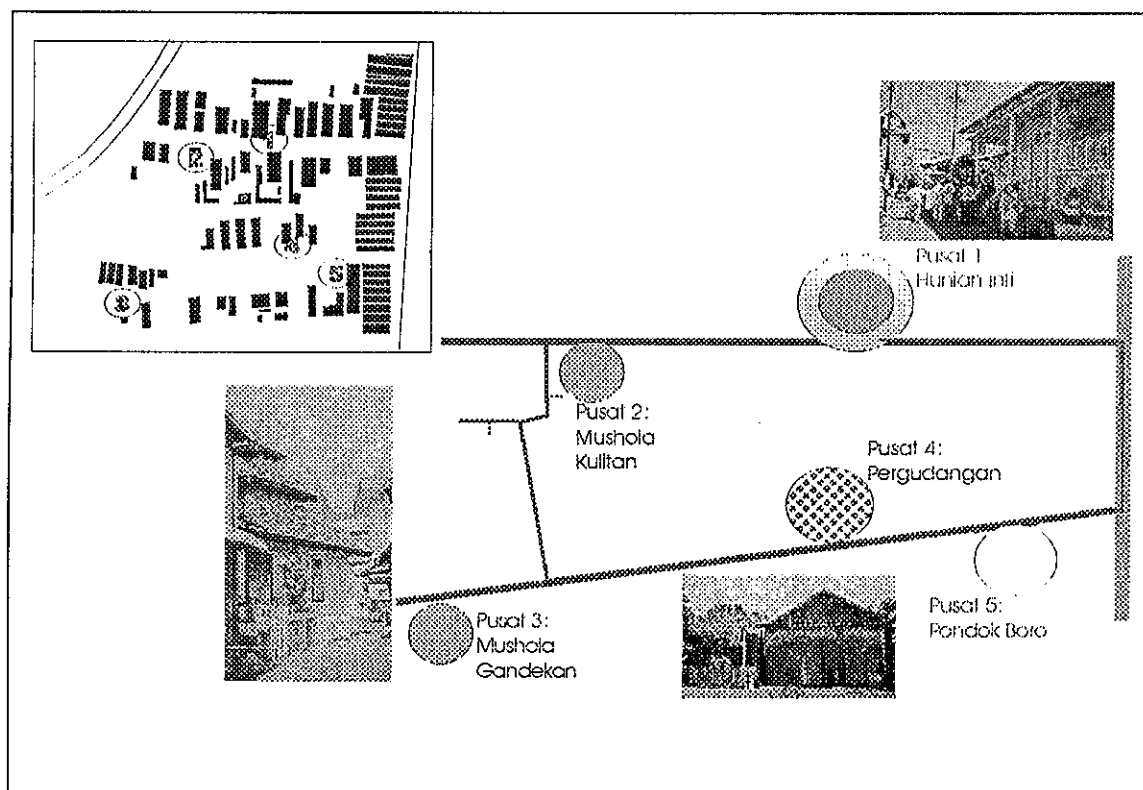 Pusat 1
Hunian inti
Pusat 2:
Mushola
Kulitan
Pusat 4:
Pergudangan
Pusat 3:
Mushola
Gandekan
Pusat 5:
Pondok Boro